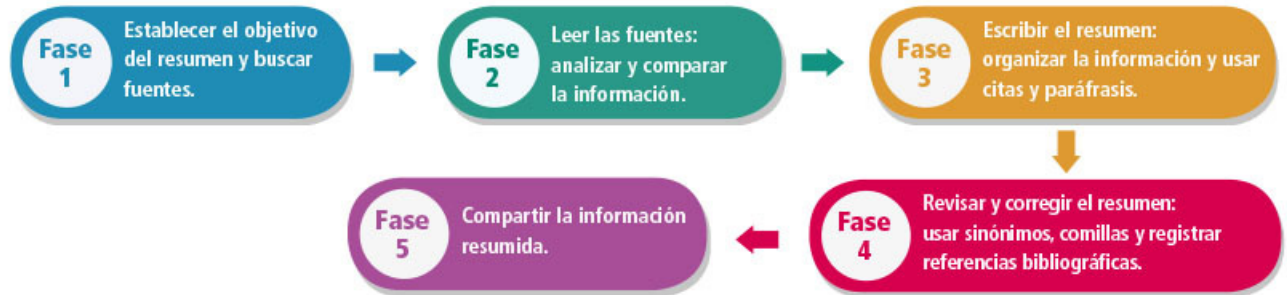 Fase
1
Establecer el objetivo
del resumen y buscar
fuentes.
Fase
2
Leer las fuentes:
analizar y comparar
la información.
Fase
3
Escribir el resumen:
organizar la información y usar
citas y paráfrasis.
Fase
4
Revisar y corregir el resumen:
usar sinónimos, comillas y registrar
referencias bibliográficas.
Fase
5
Compartir la información
resumida.